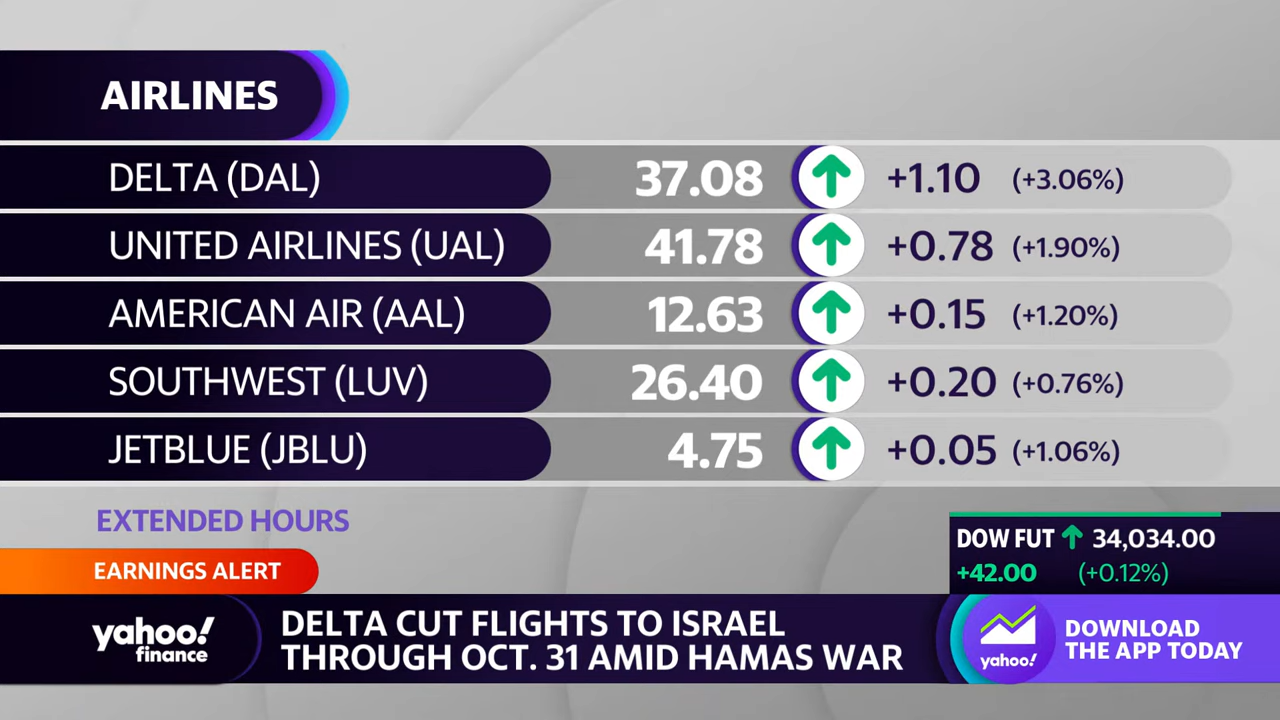 AIRLINES
DELTA (DAL) 37.08 +1.10 (+3.06%)
UNITED AIRLINES (UAL) 41.78 +0.78 (+1.90%)
AMERICAN AIR (AAL) 12.63 +0.15 (+1.20%)
SOUTHWEST (LUV) 26.40 +0.20 (+0.76%)
JETBLUE (JBLU) 4.75 +0.05 (+1.06%)
EXTENDED HOURS
EARNINGS ALERT
DOW FUT 34,034.00
+42.00 (+0.12%)
yahoo!
finance
DELTA CUT FLIGHTS TO ISRAEL
THROUGH OCT. 31 AMID HAMAS WAR
yahoo!
DOWNLOAD
THE APP TODAY